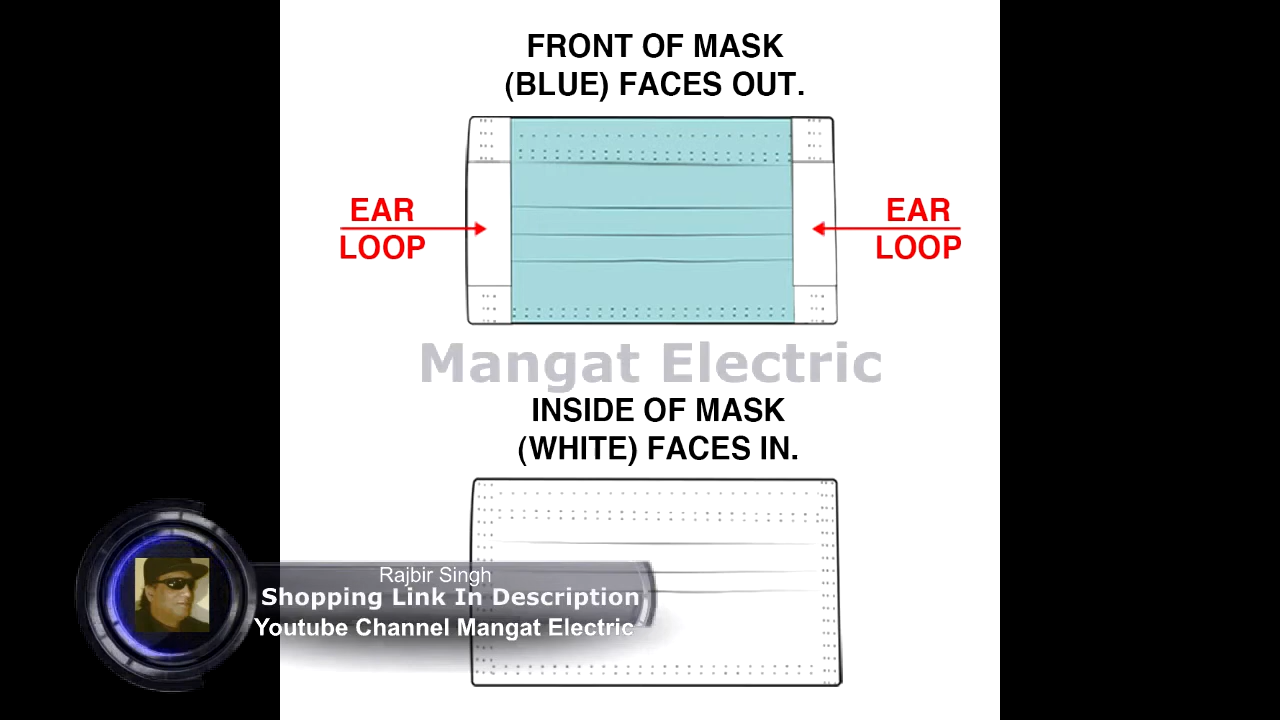 FRONT OF MASK
(BLUE) FACES OUT.
EAR
LOOP
EAR
LOOP
Mangat Electric
INSIDE OF MASK
(WHITE) FACES IN.
Rajbir Singh
Shopping Link In Description
Youtube Channel Mangat Electric